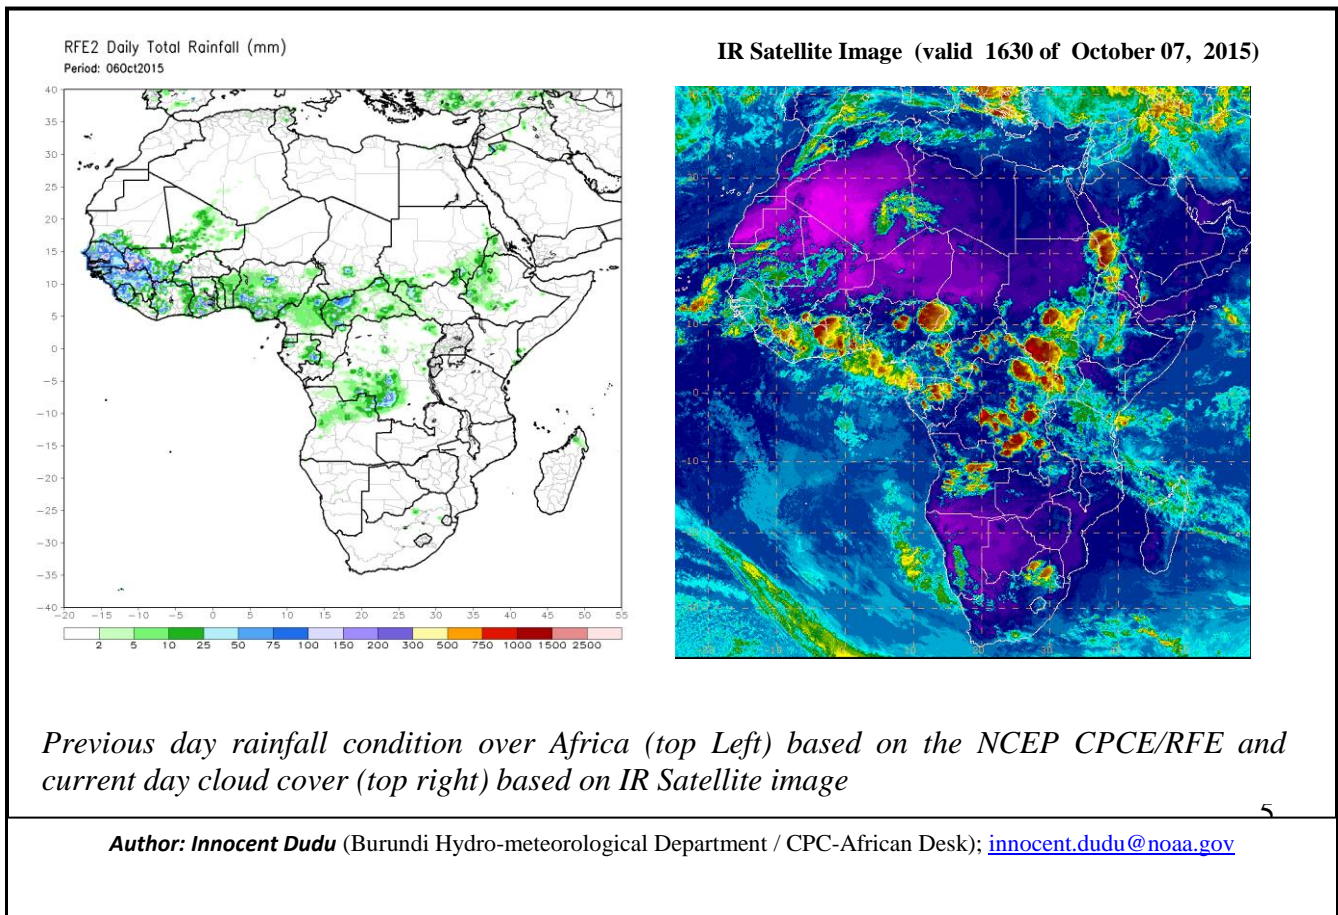 RFE2 Daily Total Rainfall (mm)
Period: 06Oct2015
40
35
30
25
20
15
10
5
0
-5
-10
-15
-20
-25
-30
-35
-40
-20 -15 -10 -5 0 5 10 15 20 25 30 35 40 45 50 55
2 5 10 25 50 75 100 150 200 300 500 750 1000 1500 2500
IR Satellite Image (valid 1630 of October 07, 2015)
10
0
-10
10
30
Previous day rainfall condition over Africa (top Left) based on the NCEP CPCE/RFE and
current day cloud cover (top right) based on IR Satellite image
5
Author: Innocent Dudu (Burundi Hydro-meteorological Department / CPC-African Desk); innocent.dudu@noaa.gov